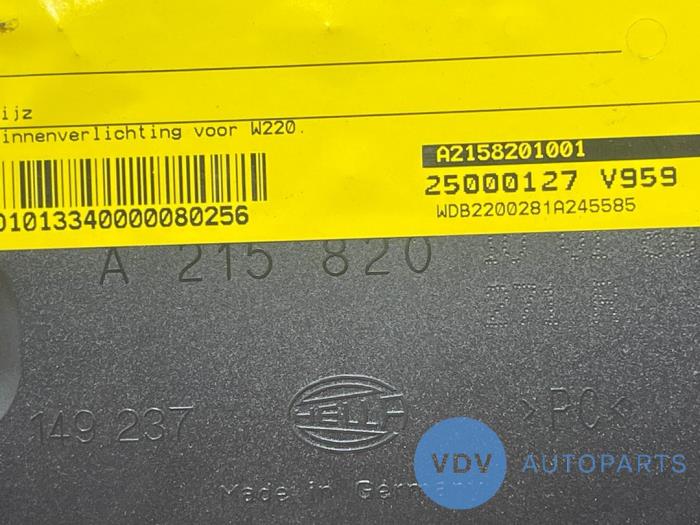 ijz
innenverlichting voor W220.
A2158201001
25000127 V959
01013340000080256
WDB2200281A245585
A 215 820
149 237
HELLA
>PC<
VDV AUTOPARTS
Made in Germany